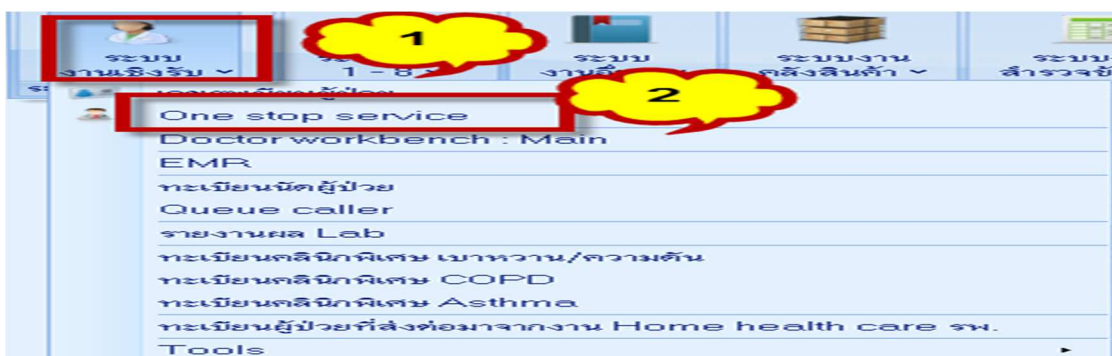 1
2
ระบบ
งานเชิงรับ
1 - 8
ระบบ
ระบบงาน
คลังสินค้า
ระบบ
One stop service
Doctor workbench : Main
EMR
ทะเบียนนัดผู้ป่วย
Queue caller
รายงานผล Lab
ทะเบียนคลินิกพิเศษ เบาหวาน/ความดัน
ทะเบียนคลินิกพิเศษ COPD
ทะเบียนคลินิกพิเศษ Asthma
ทะเบียนผู้ป่วยที่ส่งต่อมาจากงาน Home health care รพ.
Tools